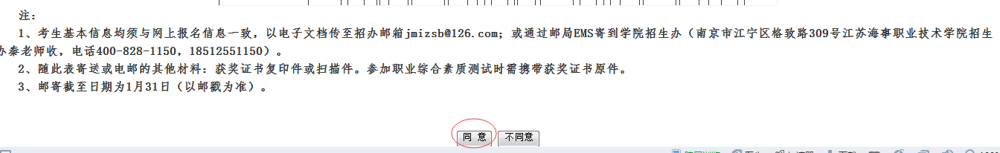 注：
1、考生基本信息均须与网上报名信息一致，以电子文档传至招办邮箱jmizsb@126.com；或通过邮局EMS寄到学院招生办（南京市江宁区格致路309号江苏海事职业技术学院招生
办秦老师收，电话400-828-1150，18512551150）。
2、随此表寄送或电邮的其他材料：获奖证书复印件或扫描件。参加职业综合素质测试时需携带获奖证书原件。
3、邮寄截至日期为1月31日（以邮戳为准）。
同 意 不同意